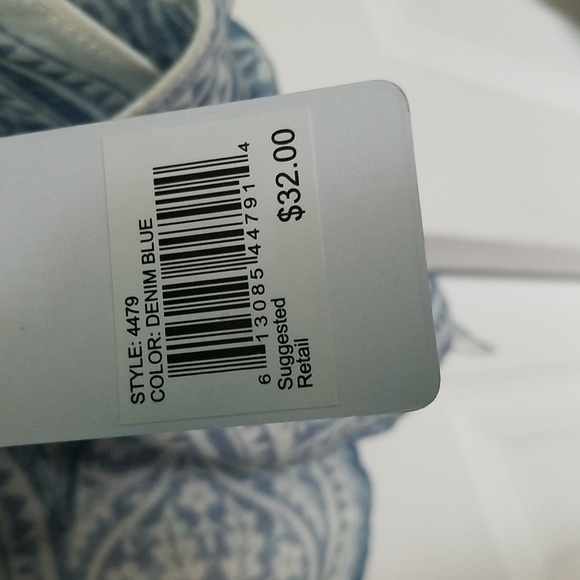 STYLE: 4479
COLOR: DENIM BLUE
6 13085 44791 4
Suggested
Retail
$32.00